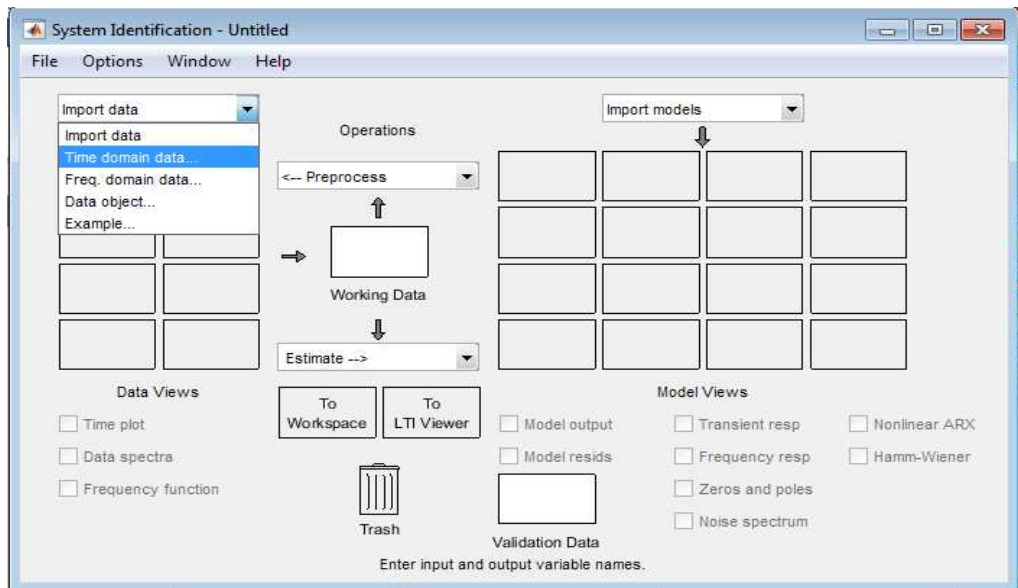 System Identification - Untitled
File Options Window Help
Import data
Import data
Time domain data...
Freq. domain data...
Data object...
Example...
Operations
<-- Preprocess
Working Data
Estimate -->
To Workspace
To LTI Viewer
Import models
Data Views
Time plot
Data spectra
Frequency function
Trash
Model Views
Model output
Transient resp
Nonlinear ARX
Model resids
Frequency resp
Hamm-Wiener
Zeros and poles
Noise spectrum
Validation Data
Enter input and output variable names.